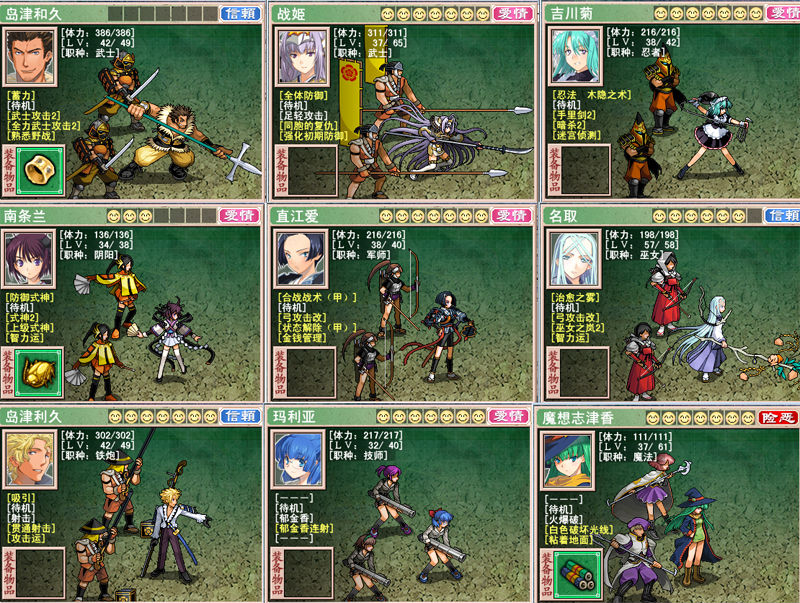 岛津和久
信頼
[体力: 386/386]
[LV: 42/ 49]
[职种: 武士]
[蓄力]
[待机]
[武士攻击2]
[全力武士攻击2]
[熟悉野战]
装备物品
战姬
爱情
[体力: 311/311]
[LV: 37/ 65]
[职种: 武士]
[全体防御]
[待机]
[足轻攻击]
[同胞的复仇]
[强化初期防御]
装备物品
吉川菊
爱情
[体力: 216/216]
[LV: 38/ 42]
[职种: 忍者]
[忍法 木隐之术]
[待机]
[手里剑2]
[暗杀2]
[迷宫侦测]
装备物品
南条兰
爱情
[体力: 136/136]
[LV: 34/ 38]
[职种: 阴阳]
[防御式神]
[待机]
[式神2]
[上级式神]
[智力运]
装备物品
直江爱
爱情
[体力: 216/216]
[LV: 38/ 40]
[职种: 军师]
[合战战术（甲）]
[待机]
[弓攻击改]
[状态解除（甲）]
[金钱管理]
装备物品
名取
信頼
[体力: 198/198]
[LV: 57/ 58]
[职种: 巫女]
[治愈之雾]
[待机]
[弓攻击改]
[巫女之岚2]
[智力运]
装备物品
岛津利久
信頼
[体力: 302/302]
[LV: 42/ 49]
[职种: 铁炮]
[吸引]
[待机]
[射击]
[贯通射击]
[攻击运]
装备物品
玛利亚
爱情
[体力: 217/217]
[LV: 32/ 40]
[职种: 技师]
[ーーー]
[待机]
[郁金香]
[郁金香连射]
[ーーー]
装备物品
魔想志津香
险恶
[体力: 111/111]
[LV: 37/ 61]
[职种: 魔法]
[ーーー]
[待机]
[火爆破]
[白色破坏光线]
[粘着地面]
装备物品